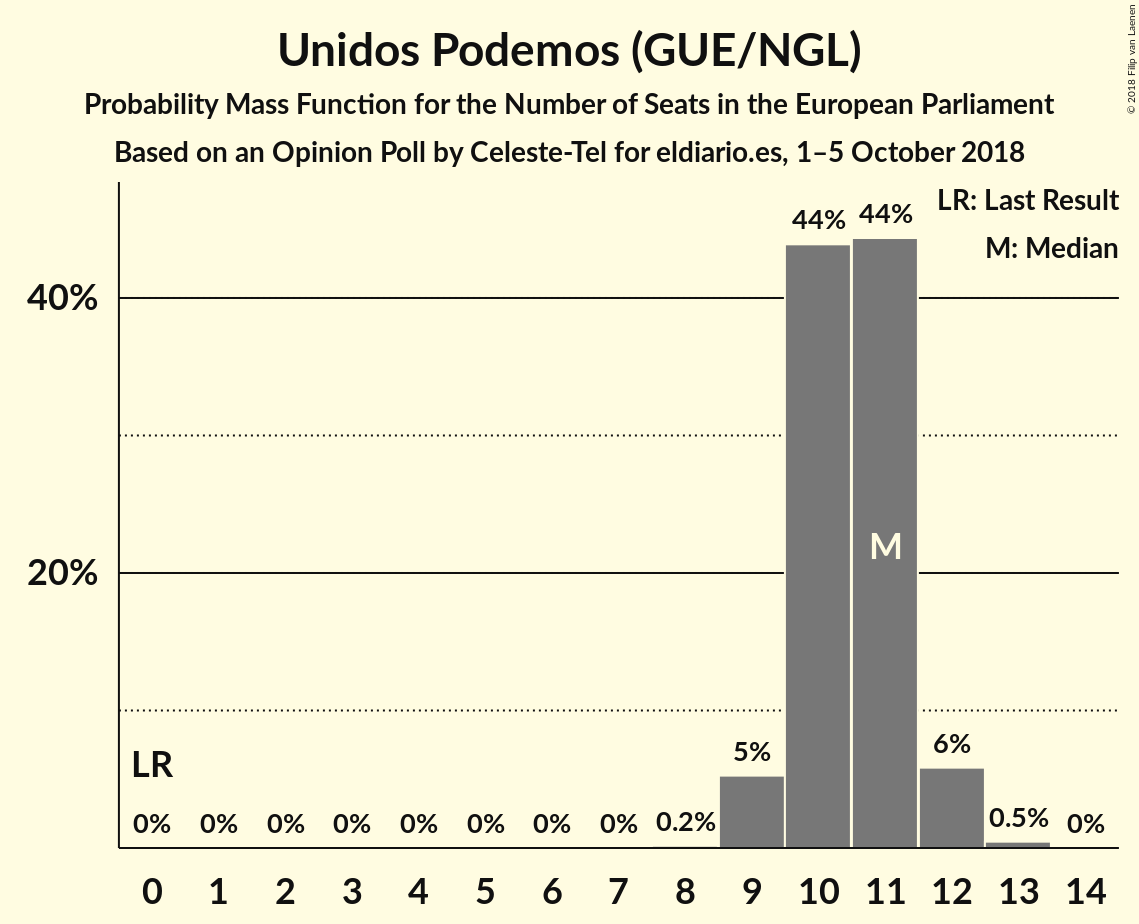 Unidos Podemos (GUE/NGL)
Probability Mass Function for the Number of Seats in the European Parliament
Based on an Opinion Poll by Celeste-Tel for eldiario.es, 1–5 October 2018
© 2018 Filip van Laenen
LR: Last Result
M: Median
44% 44%
40%
M
20%
LR
5% 6%
0% 0% 0% 0% 0% 0% 0% 0% 0.2% 0.5% 0%
0 1 2 3 4 5 6 7 8 9 10 11 12 13 14